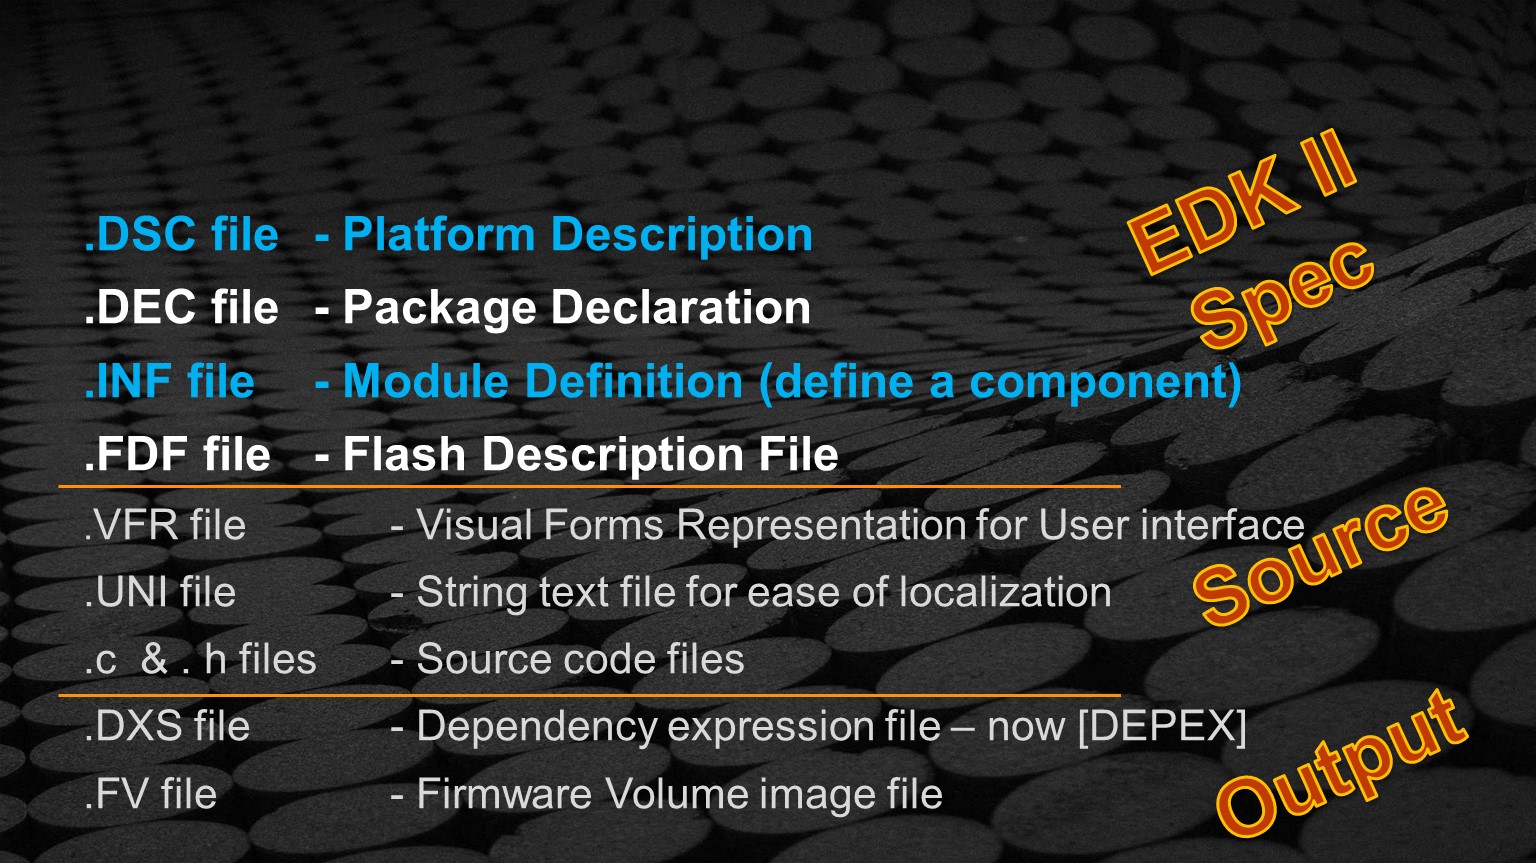 EDK II
Spec
.DSC file - Platform Description
.DEC file - Package Declaration
.INF file - Module Definition (define a component)
.FDF file - Flash Description File
Source
.VFR file - Visual Forms Representation for User interface
.UNI file - String text file for ease of localization
.c & . h files - Source code files
Output
.DXS file - Dependency expression file – now [DEPEX]
.FV file - Firmware Volume image file